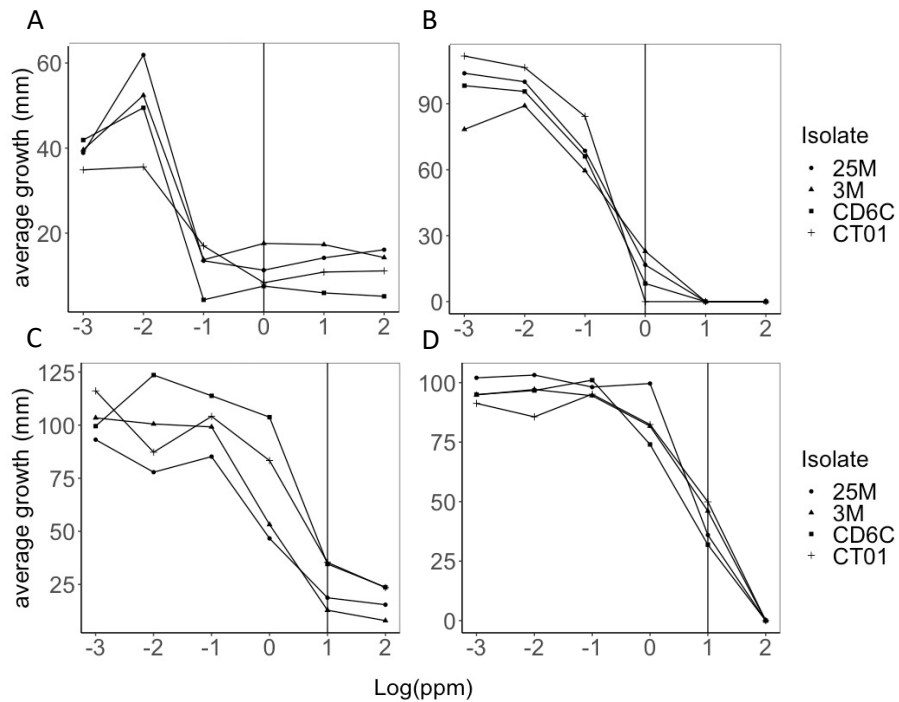 A
B
60
40
20
-3 -2 -1 0 1 2
average growth (mm)
90
60
30
0
-3 -2 -1 0 1 2
Isolate
25M
3M
CD6C
CT01
C
D
125
100
75
50
25
-3 -2 -1 0 1 2
average growth (mm)
100
75
50
25
0
-3 -2 -1 0 1 2
Isolate
25M
3M
CD6C
CT01
Log(ppm)